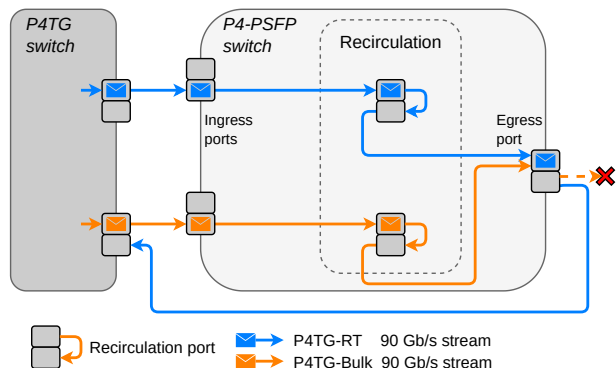 P4TG
switch
P4-PSFP
switch
Recirculation
Ingress
ports
Egress
port
Recirculation port
P4TG-RT 90 Gb/s stream
P4TG-Bulk 90 Gb/s stream